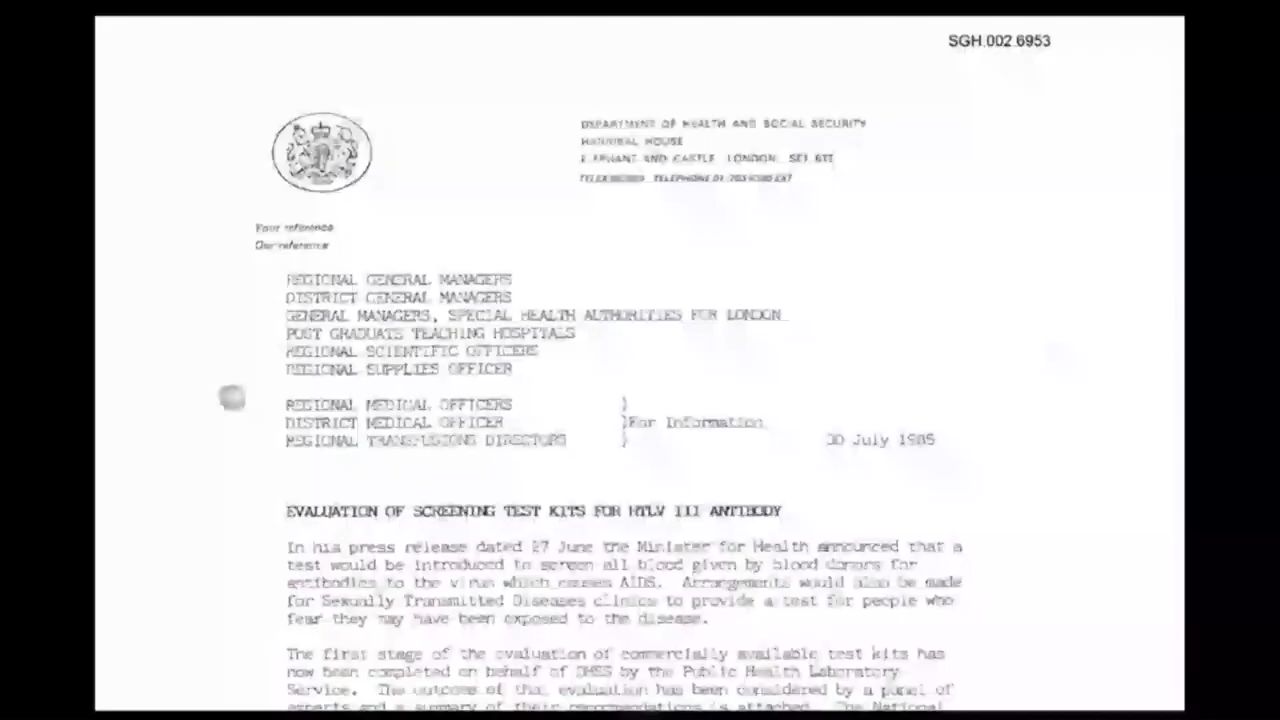 SGH.002.6953
DEPARTMENT OF HEALTH AND SOCIAL SECURITY
HANNIBAL HOUSE
ELEPHANT AND CASTLE LONDON SE1 6TE
TELEPHONE 01-703
Your reference
Our reference
REGIONAL GENERAL MANAGERS
DISTRICT GENERAL MANAGERS
GENERAL MANAGERS, SPECIAL HEALTH AUTHORITIES FOR LONDON
POST GRADUATE TEACHING HOSPITALS
REGIONAL SCIENTIFIC OFFICERS
REGIONAL SUPPLIES OFFICER
REGIONAL MEDICAL OFFICERS )
DISTRICT MEDICAL OFFICER )For Information
REGIONAL TRANSFUSIONS DIRECTORS ) 30 July 1985
EVALUATION OF SCREENING TEST KITS FOR HTLV III ANTIBODY
In his press release dated 27 June the Minister for Health announced that a
test would be introduced to screen all blood given by blood donors for
antibodies to the virus which causes AIDS. Arrangements would also be made
for Sexually Transmitted Diseases clinics to provide a test for people who
fear they may have been exposed to the disease.
The first stage of the evaluation of commercially available test kits has
now been completed on behalf of DHSS by the Public Health Laboratory
Service. The outcome of that evaluation has been considered by a panel of
experts and a summary of their recommendations is attached. The National